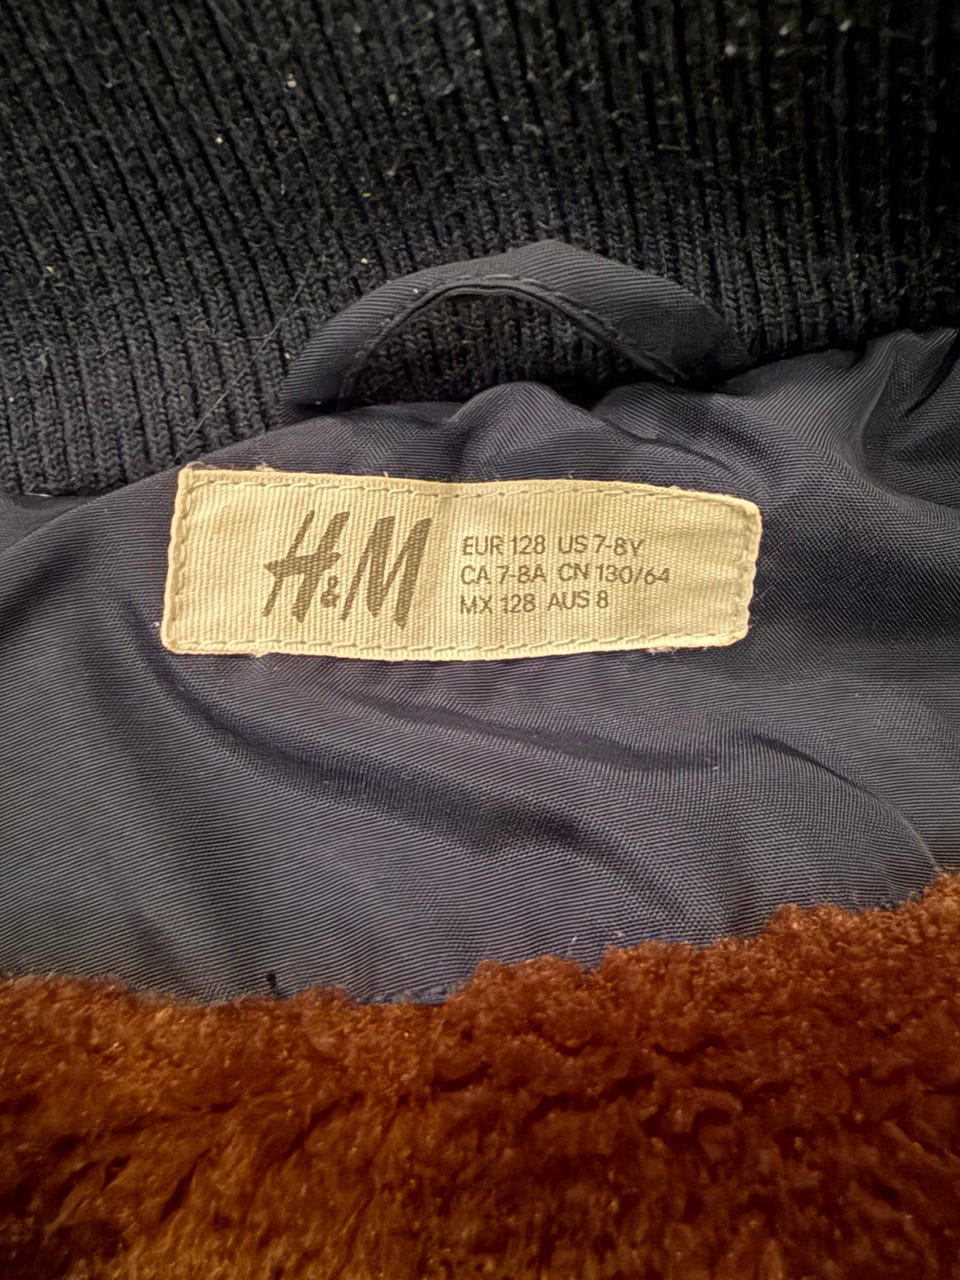 H&M
EUR 128 US 7-8Y
CA 7-8A CN 130/64
MX 128 AUS 8